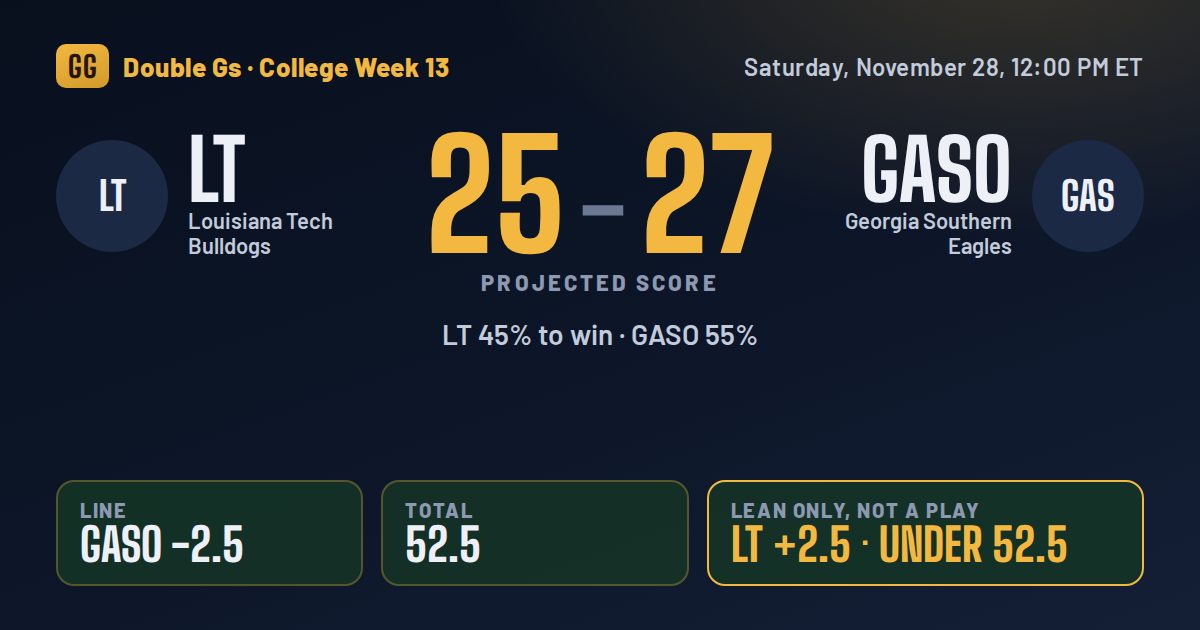 GG Double Gs · College Week 13
Saturday, November 28, 12:00 PM ET
LT
LT
Louisiana Tech
Bulldogs
25 – 27
PROJECTED SCORE
LT 45% to win · GASO 55%
GASO
Georgia Southern
Eagles
GAS
LINE
GASO −2.5
TOTAL
52.5
LEAN ONLY, NOT A PLAY
LT +2.5 · UNDER 52.5